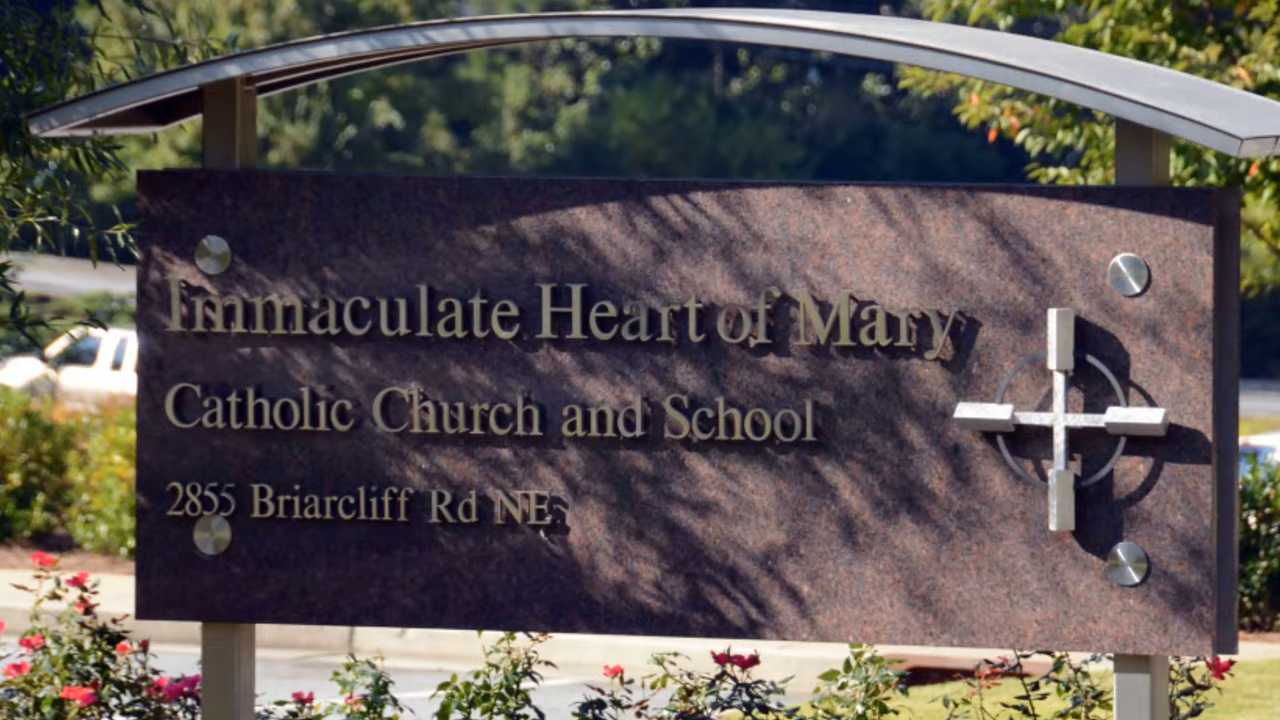 Immaculate Heart of Mary
Catholic Church and School
2855 Briarcliff Rd NE